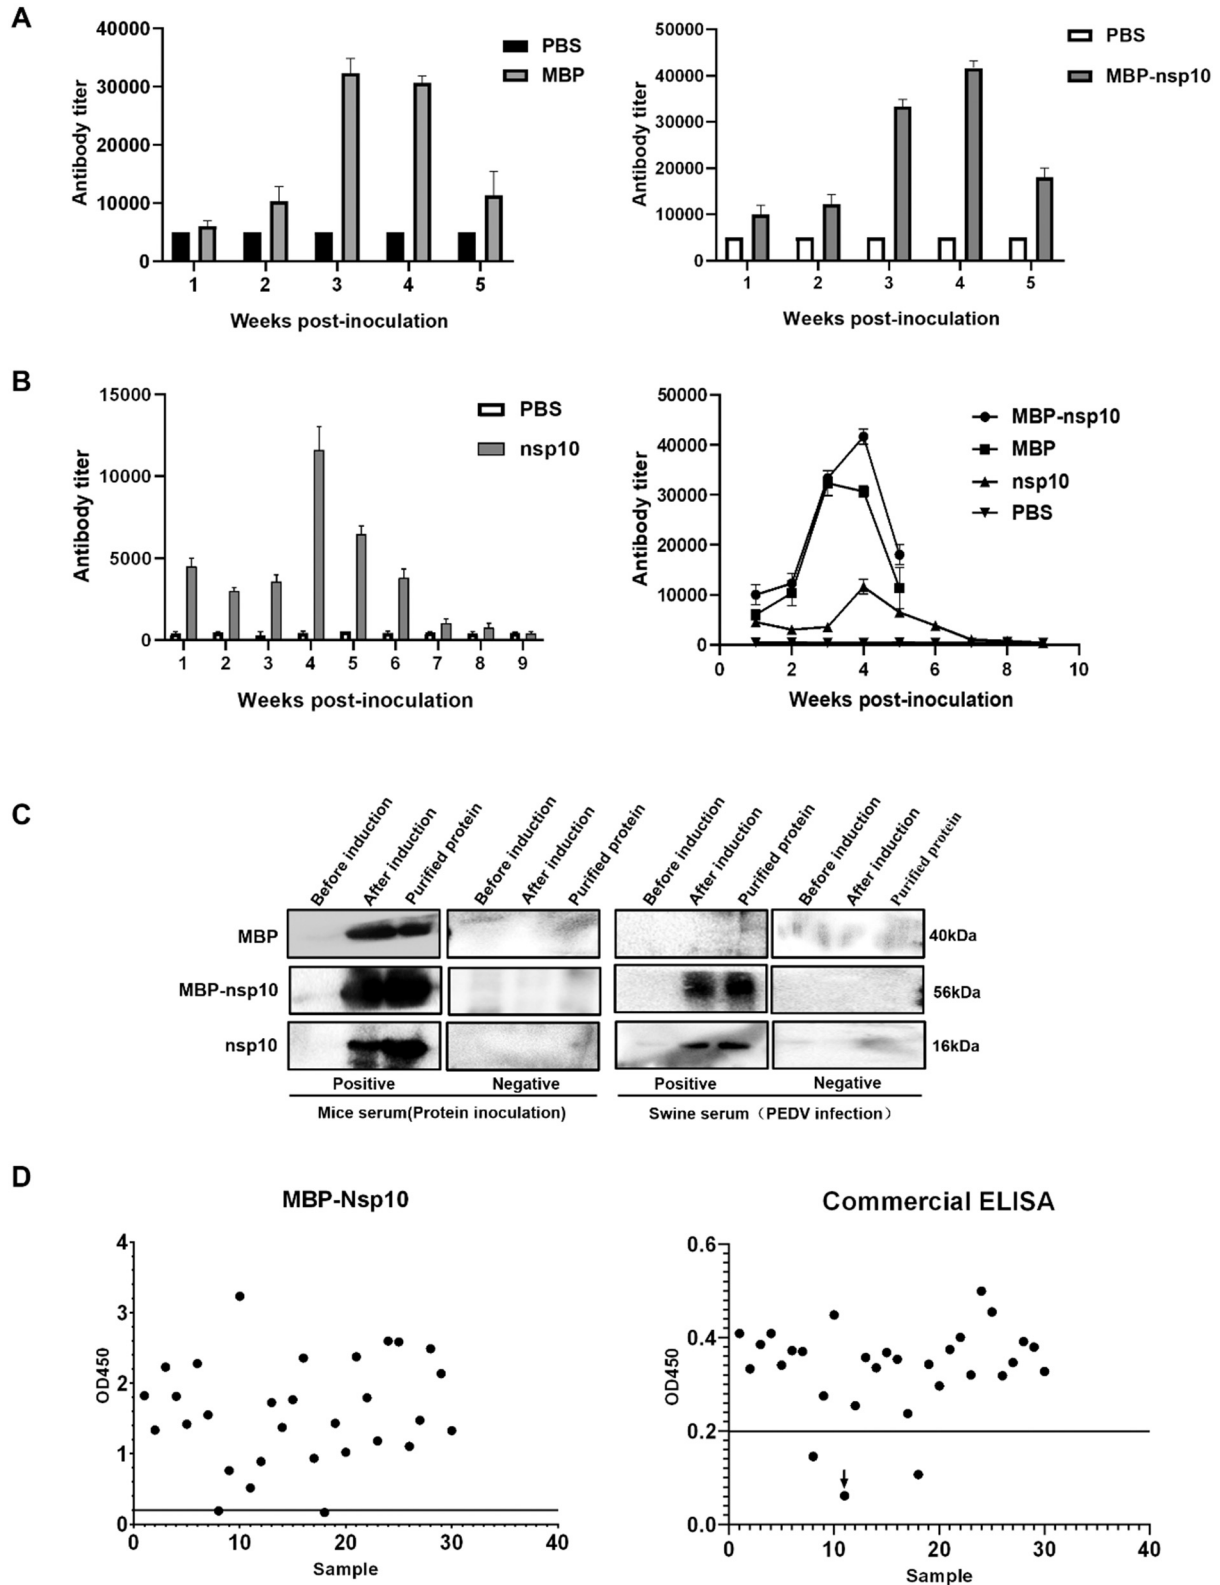 A
40000
30000
20000
10000
0
Antibody titer
1 2 3 4 5
Weeks post-inoculation
PBS
MBP
50000
40000
30000
20000
10000
0
Antibody titer
1 2 3 4 5
Weeks post-inoculation
PBS
MBP-nsp10
B
15000
10000
5000
0
Antibody titer
1 2 3 4 5 6 7 8 9
Weeks post-inoculation
PBS
nsp10
50000
40000
30000
20000
10000
0
Antibody titer
0 2 4 6 8 10
Weeks post-inoculation
MBP-nsp10
MBP
nsp10
PBS
C
Before induction
After induction
Purified protein
Before induction
After induction
Purified protein
Before induction
After induction
Purified protein
Before induction
After induction
Purified protein
MBP
40kDa
MBP-nsp10
56kDa
nsp10
16kDa
Positive Negative Positive Negative
Mice serum(Protein inoculation)
Swine serum（PEDV infection）
D
MBP-Nsp10
4
3
2
1
0
OD450
0 10 20 30 40
Sample
Commercial ELISA
0.6
0.4
0.2
0.0
OD450
0 10 20 30 40
Sample